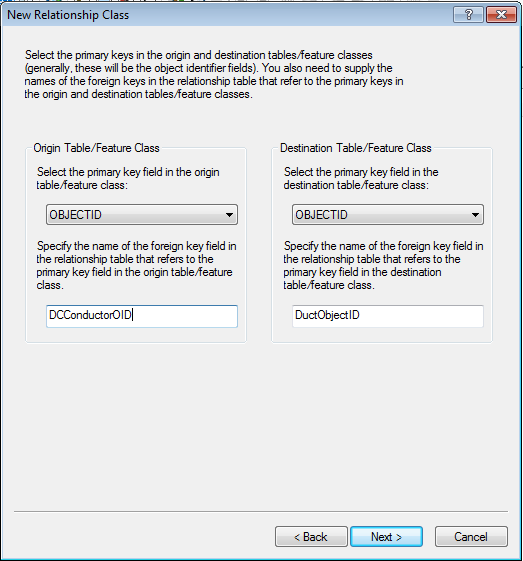 New Relationship Class
?
Select the primary keys in the origin and destination tables/feature classes
(generally, these will be the object identifier fields). You also need to supply the
names of the foreign keys in the relationship table that refer to the primary keys in
the origin and destination tables/feature classes.
Origin Table/Feature Class
Select the primary key field in the origin
table/feature class:
OBJECTID
Specify the name of the foreign key field in
the relationship table that refers to the
primary key field in the origin table/feature
class.
DCConductorOID
Destination Table/Feature Class
Select the primary key field in the
destination table/feature class:
OBJECTID
Specify the name of the foreign key field in
the relationship table that refers to the
primary key field in the destination
table/feature class.
DuctObjectID
< Back
Next >
Cancel